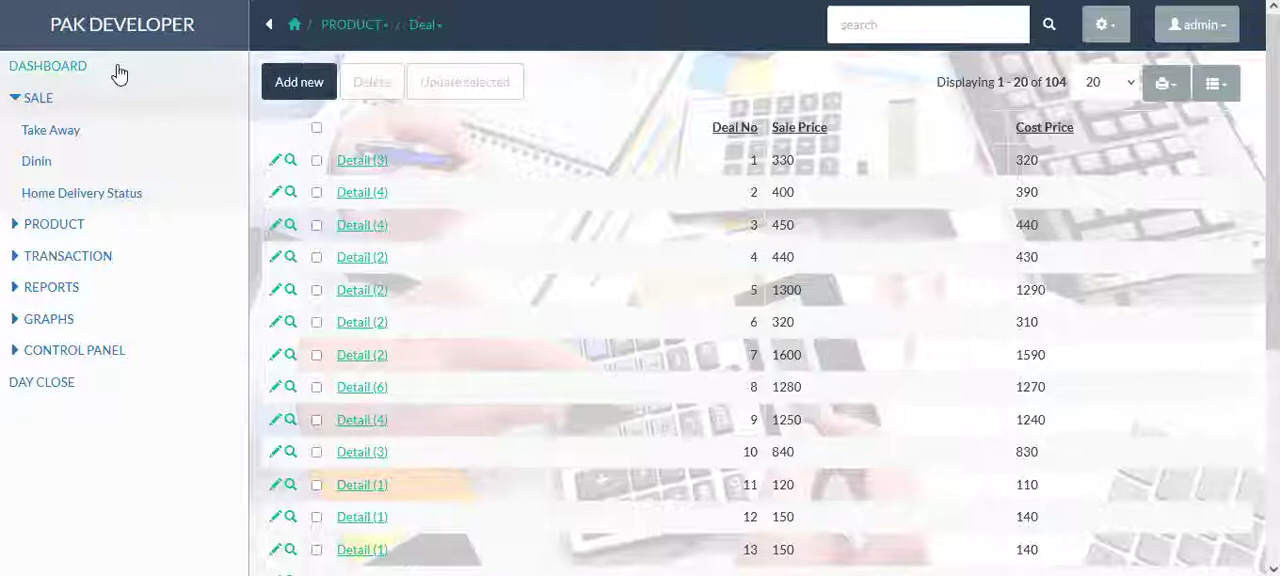 PAK DEVELOPER
PRODUCT / Deal
search
admin
DASHBOARD
SALE
Take Away
Dinin
Home Delivery Status
PRODUCT
TRANSACTION
REPORTS
GRAPHS
CONTROL PANEL
DAY CLOSE
Add new Delete Update selected Displaying 1 - 20 of 104 20
Deal No Sale Price Cost Price
Detail (3) 1 330 320
Detail (4) 2 400 390
Detail (4) 3 450 440
Detail (2) 4 440 430
Detail (2) 5 1300 1290
Detail (2) 6 320 310
Detail (2) 7 1600 1590
Detail (6) 8 1280 1270
Detail (4) 9 1250 1240
Detail (3) 10 840 830
Detail (1) 11 120 110
Detail (1) 12 150 140
Detail (1) 13 150 140